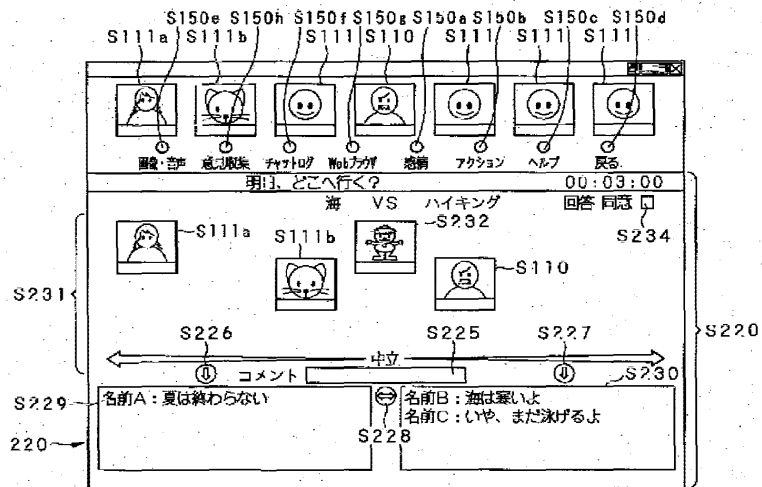 S150e S150h S150f S150g S150a S150b S150c S150d
S111a S111b S111 S110 S111 S111 S111
画像・音声 意見収集 チャットログ Webブラウザ 感情 アクション ヘルプ 戻る
明日、どこへ行く? 00:03:00
海 VS ハイキング 回答 同意
S111a S111b S232 S234
S110
S231
S220
S226 S225 S227
中立
コメント S230
S229 名前A:夏は終わらない 名前B:海は寒いよ
名前C:いや、まだ泳げるよ
S228
220